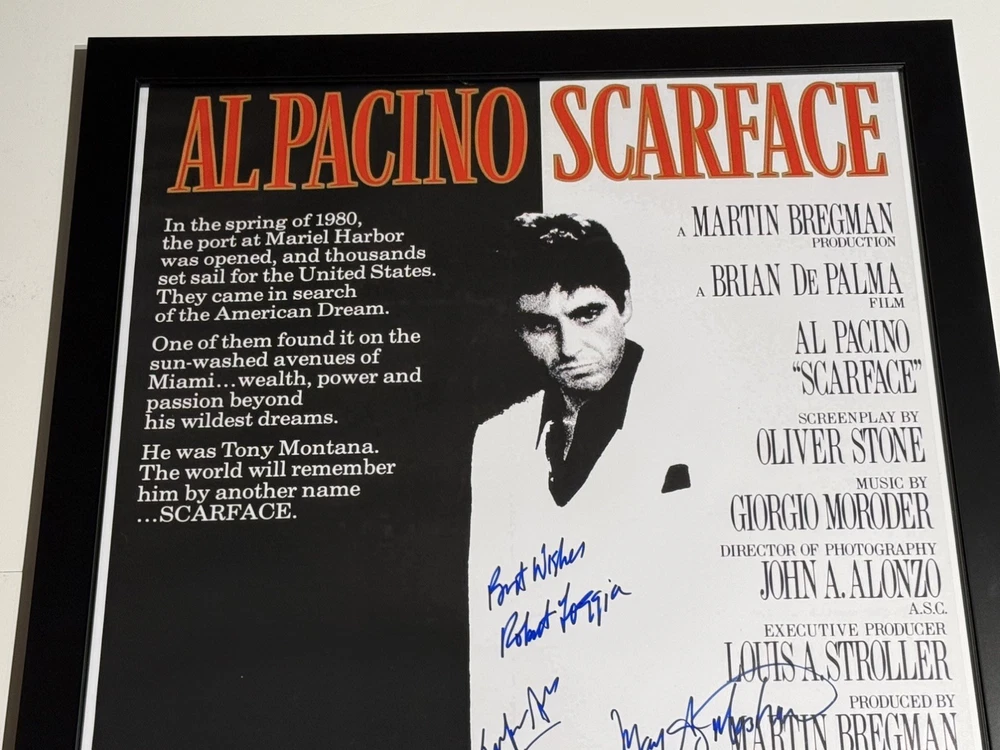 AL PACINO SCARFACE
In the spring of 1980,
the port at Mariel Harbor
was opened, and thousands
set sail for the United States.
They came in search
of the American Dream.
One of them found it on the
sun-washed avenues of
Miami...wealth, power and
passion beyond
his wildest dreams.
He was Tony Montana.
The world will remember
him by another name
...SCARFACE.
A MARTIN BREGMAN
PRODUCTION
A BRIAN DE PALMA
FILM
AL PACINO
“SCARFACE”
SCREENPLAY BY
OLIVER STONE
MUSIC BY
GIORGIO MORODER
DIRECTOR OF PHOTOGRAPHY
JOHN A. ALONZO
A.S.C.
EXECUTIVE PRODUCER
LOUIS A. STROLLER
PRODUCED BY
MARTIN BREGMAN
Best Wishes
Robert Loggia